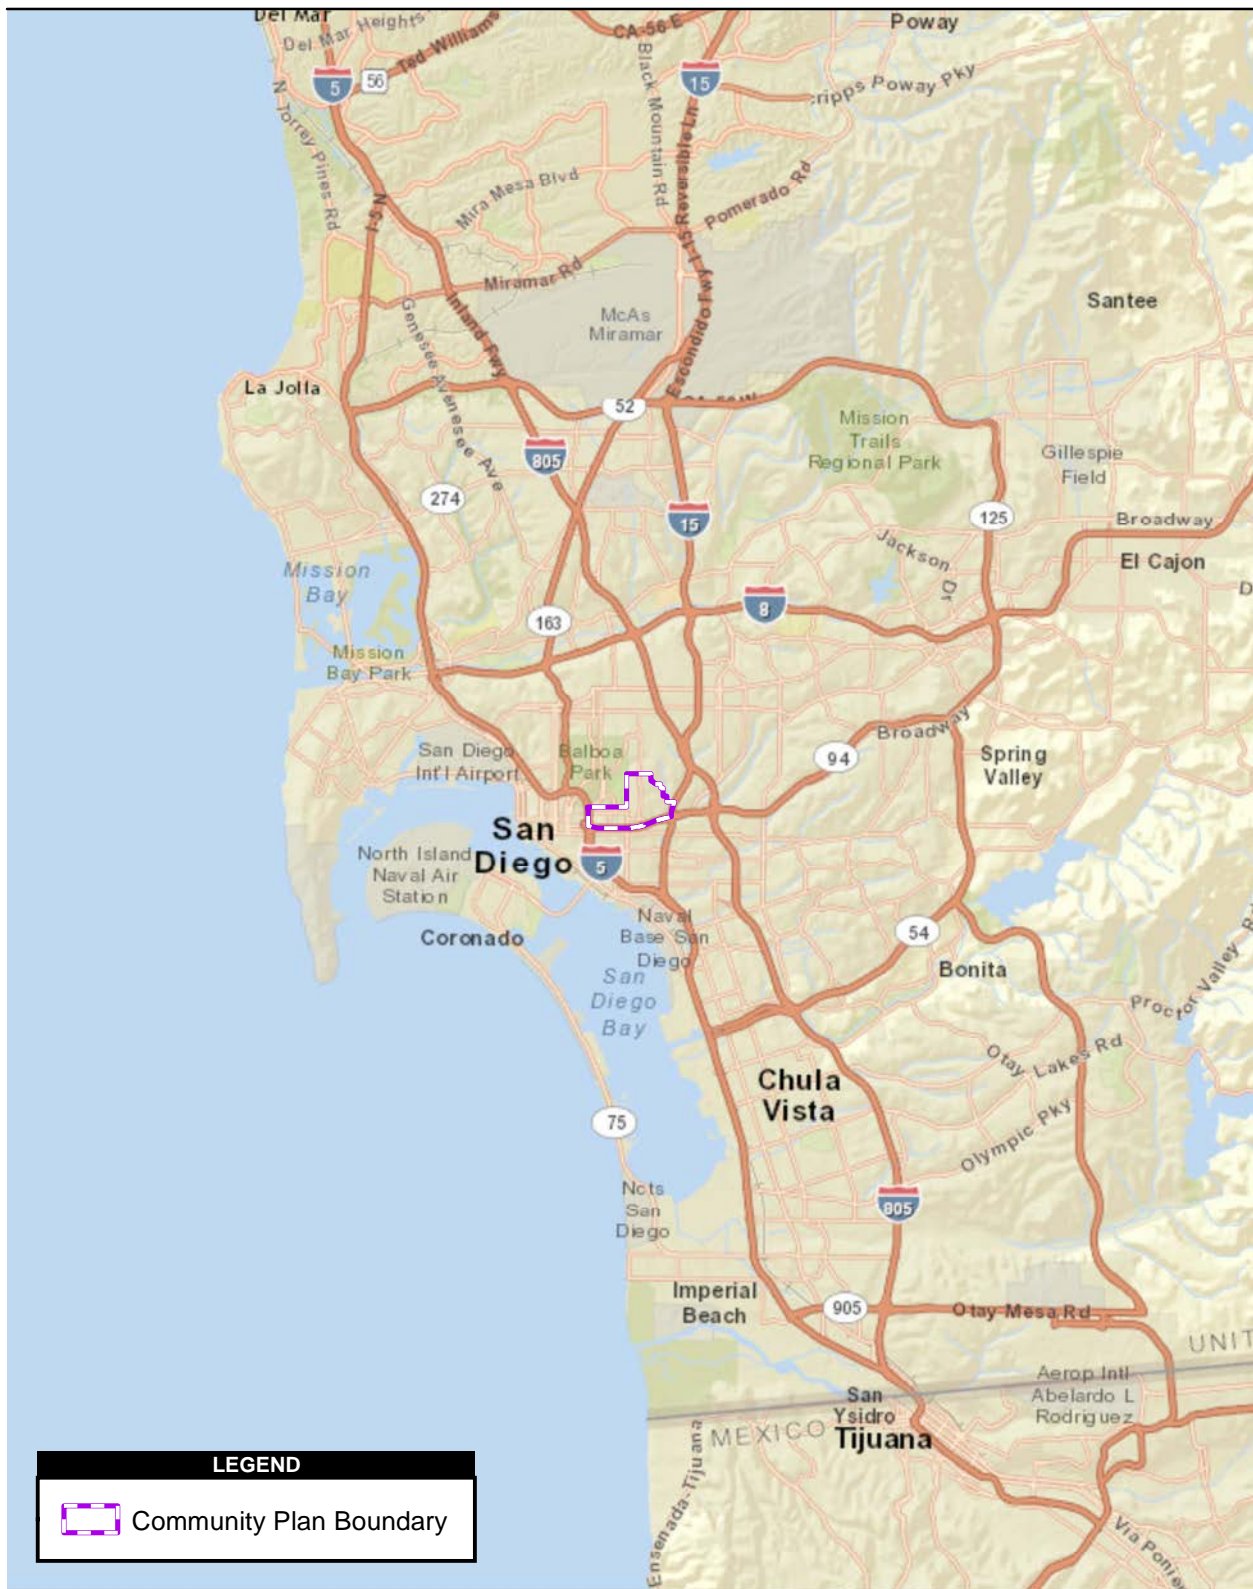 Del Mar
Del Mar Heights
Ted Williams
CA-56 E
Poway
5
56
15
Scripps Poway Pky
N Torrey Pines Rd
Black Mountain Rd
I-15 Reversible Ln
Mira Mesa Blvd
Pomerado Rd
I-5 N
Miramar Rd
Inland Fwy
McAs
Miramar
Escondido Fwy
Santee
Genesee Ave
Genesee Ave
La Jolla
52
CA-52 W
Mission
Trails
Regional Park
Gillespie
Field
805
274
15
125
Broadway
Jackson Dr
El Cajon
Mission
Bay
8
163
D
Mission
Bay Park
Broadway
San Diego
Int'l Airport
Balboa
Park
94
Spring
Valley
San
Diego
5
North Island
Naval Air
Station
Coronado
Naval
Base San
Diego
54
Bonita
San
Diego
Bay
Proctor Valley R
Otay Lakes Rd
Chula
Vista
75
Olympic Pky
Ncts
San
Diego
805
Imperial
Beach
905
Otay Mesa Rd
UNIT
Aerop Intl
Abelardo L
Rodriguez
San
Ysidro
MEXICO
Tijuana
Ensenada-Tijuana
Via Ponie
LEGEND
Community Plan Boundary